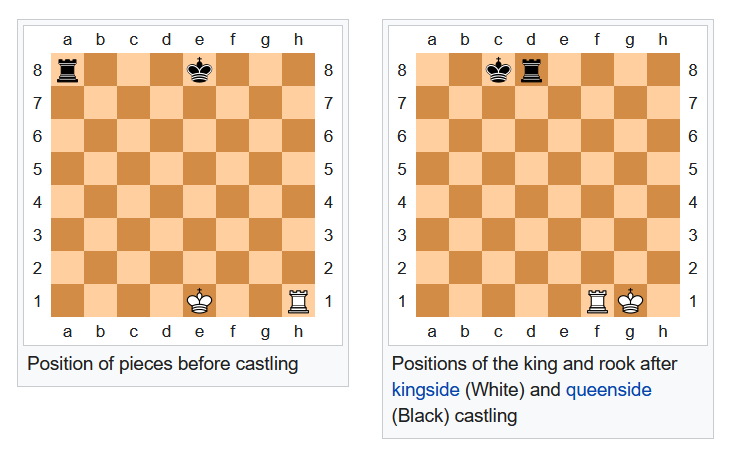 a b c d e f g h
8 8
7 7
6 6
5 5
4 4
3 3
2 2
1 1
a b c d e f g h
Position of pieces before castling
a b c d e f g h
8 8
7 7
6 6
5 5
4 4
3 3
2 2
1 1
a b c d e f g h
Positions of the king and rook after
kingside (White) and queenside
(Black) castling